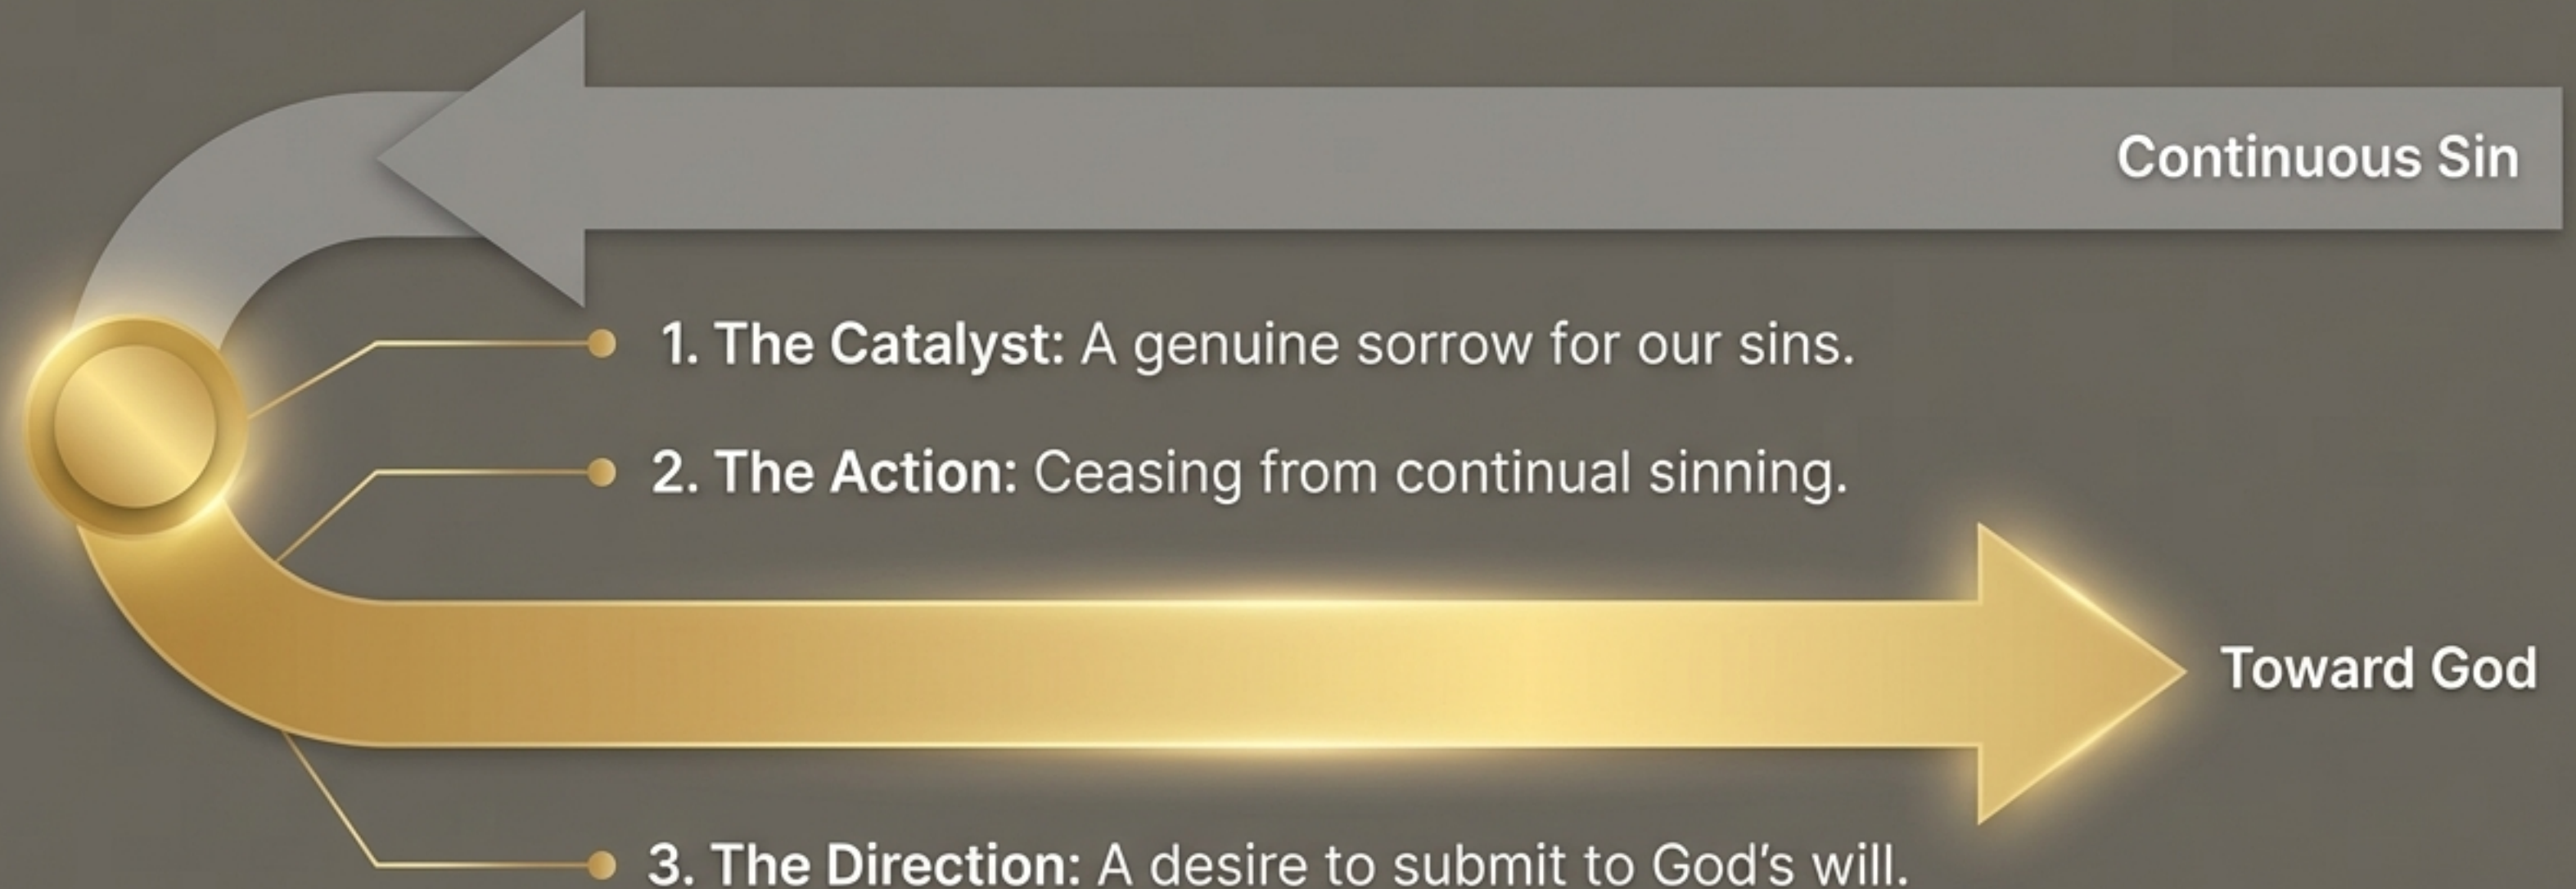 Continuous Sin
1. The Catalyst: A genuine sorrow for our sins.
2. The Action: Ceasing from continual sinning.
Toward God
3. The Direction: A desire to submit to God’s will.